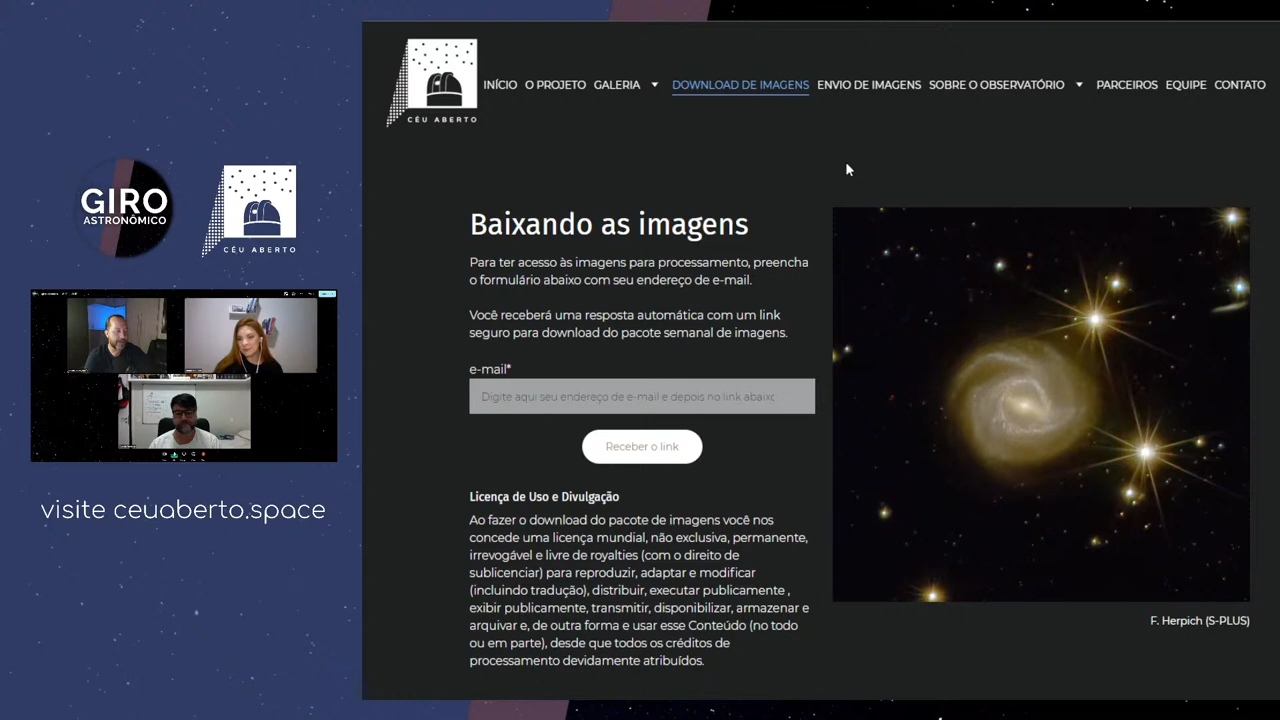 GIRO
ASTRONÔMICO
CÉU ABERTO
visite ceuaberto.space
CÉU ABERTO
INÍCIO O PROJETO GALERIA DOWNLOAD DE IMAGENS ENVIO DE IMAGENS SOBRE O OBSERVATÓRIO PARCEIROS EQUIPE CONTATO
Baixando as imagens
Para ter acesso às imagens para processamento, preencha
o formulário abaixo com seu endereço de e-mail.
Você receberá uma resposta automática com um link
seguro para download do pacote semanal de imagens.
e-mail*
Digite aqui seu endereço de e-mail e depois no link abaixo
Receber o link
Licença de Uso e Divulgação
Ao fazer o download do pacote de imagens você nos
concede uma licença mundial, não exclusiva, permanente,
irrevogável e livre de royalties (com o direito de
sublicenciar) para reproduzir, adaptar e modificar
(incluindo tradução), distribuir, executar publicamente ,
exibir publicamente, transmitir, disponibilizar, armazenar e
arquivar e, de outra forma e usar esse Conteúdo (no todo
ou em parte), desde que todos os créditos de
processamento devidamente atribuídos.
F. Herpich (S-PLUS)